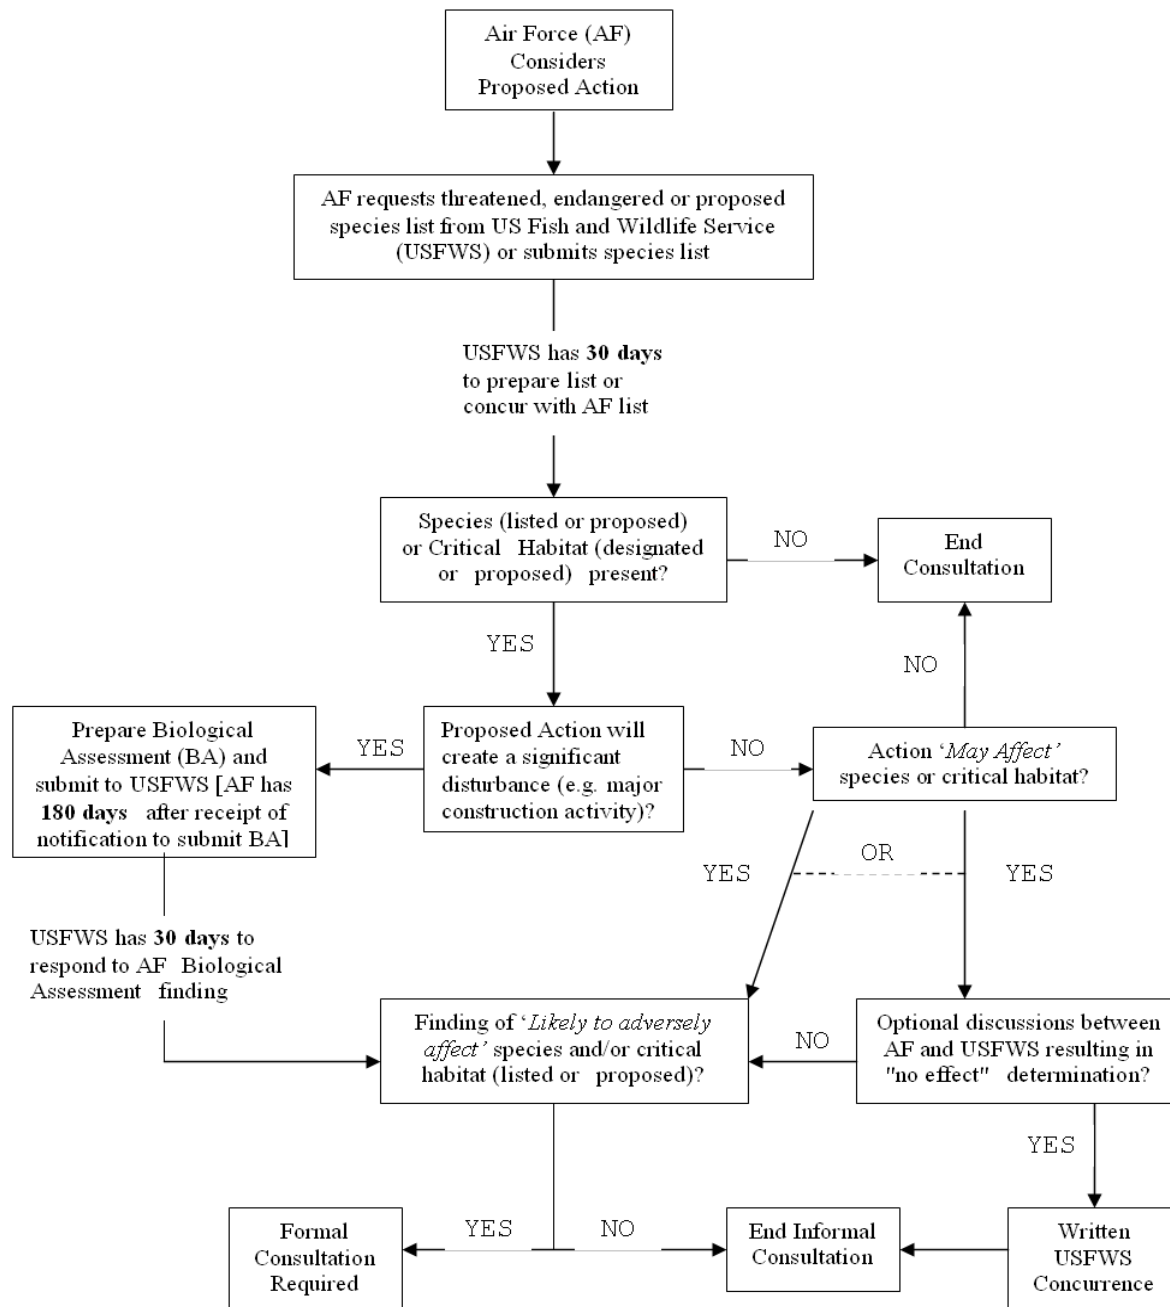 Air Force (AF)
Considers
Proposed Action
AF requests threatened, endangered or proposed
species list from US Fish and Wildlife Service
(USFWS) or submits species list
USFWS has 30 days
to prepare list or
concur with AF list
Species (listed or proposed)
or Critical Habitat (designated
or proposed) present?
NO
End
Consultation
YES
NO
Prepare Biological
Assessment (BA) and
submit to USFWS [AF has
180 days after receipt of
notification to submit BA]
YES
Proposed Action will
create a significant
disturbance (e.g. major
construction activity)?
NO
Action ‘May Affect’
species or critical habitat?
YES
OR
YES
USFWS has 30 days to
respond to AF Biological
Assessment finding
Finding of ‘Likely to adversely
affect’ species and/or critical
habitat (listed or proposed)?
NO
Optional discussions between
AF and USFWS resulting in
"no effect" determination?
YES
Formal
Consultation
Required
YES
NO
End Informal
Consultation
Written
USFWS
Concurrence